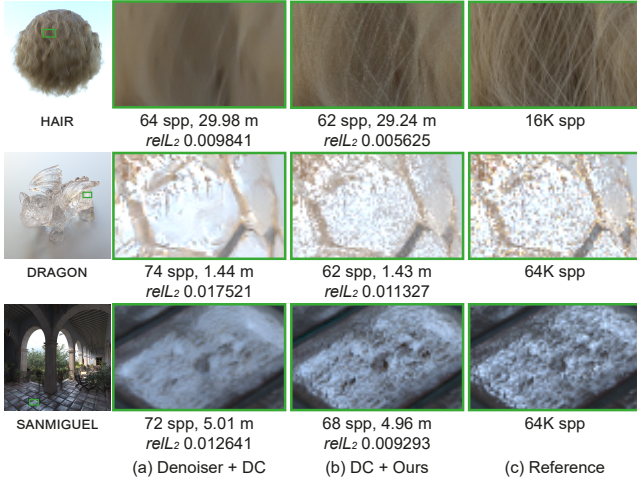 64 spp, 29.98 m
62 spp, 29.24 m
16K spp
HAIR
relL2 0.009841
relL2 0.005625
74 spp, 1.44 m
62 spp, 1.43 m
64K spp
DRAGON
relL2 0.017521
relL2 0.011327
72 spp, 5.01 m
68 spp, 4.96 m
64K spp
SANMIGUEL
relL2 0.012641
relL2 0.009293
(a) Denoiser + DC
(b) DC + Ours
(c) Reference